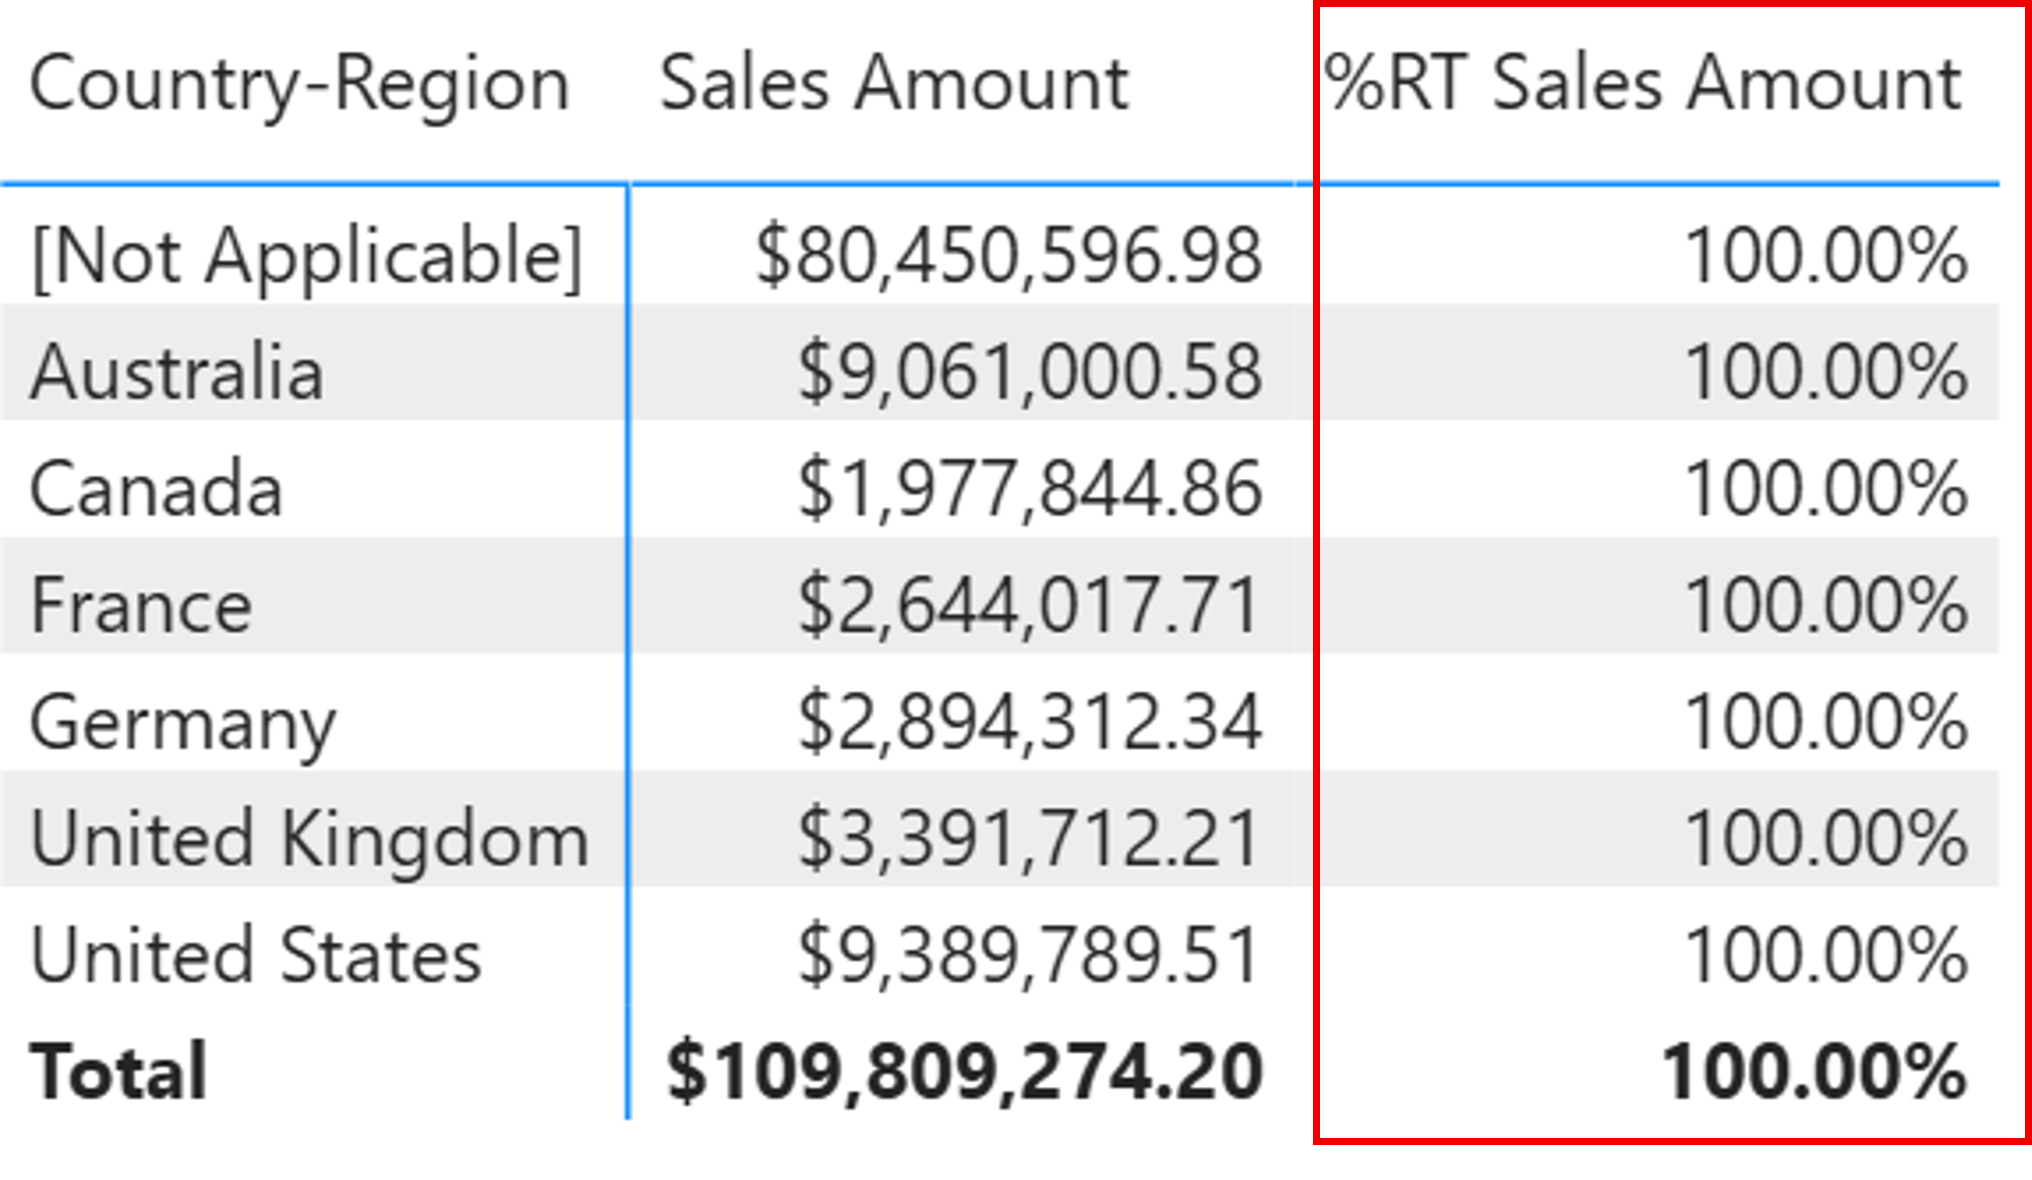 Country-Region Sales Amount %RT Sales Amount
[Not Applicable] $80,450,596.98 100.00%
Australia $9,061,000.58 100.00%
Canada $1,977,844.86 100.00%
France $2,644,017.71 100.00%
Germany $2,894,312.34 100.00%
United Kingdom $3,391,712.21 100.00%
United States $9,389,789.51 100.00%
Total $109,809,274.20 100.00%